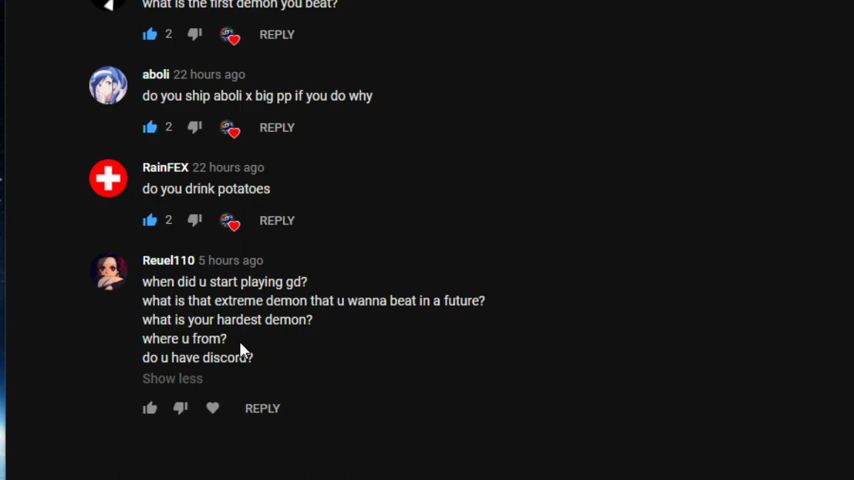 what is the first demon you beat?
2 REPLY
aboli 22 hours ago
do you ship aboli x big pp if you do why
2 REPLY
RainFEX 22 hours ago
do you drink potatoes
2 REPLY
Reuel110 5 hours ago
when did u start playing gd?
what is that extreme demon that u wanna beat in a future?
what is your hardest demon?
where u from?
do u have discord?
Show less
REPLY